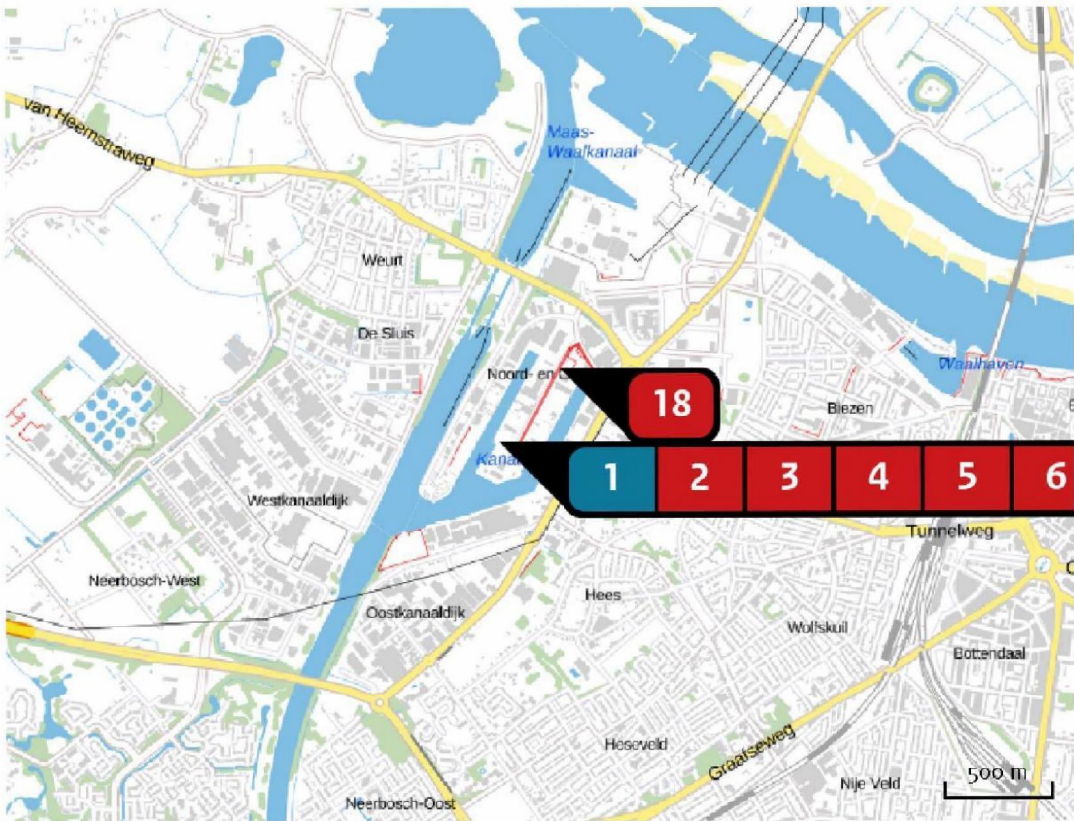 van Heemstraweg
Maas-
Waalkanaal
Weurt
De Sluis
Noord- en
Waalhaven
Biezen
18
1 2 3 4 5 6
Westkanaaldijk
Tunnelweg
Neerbosch-West
Hees
Oostkanaaldijk
Wolfskuil
Bottendaal
Heseveld
Graafseweg
Nije Veld
500 m
Neerbosch-Oost